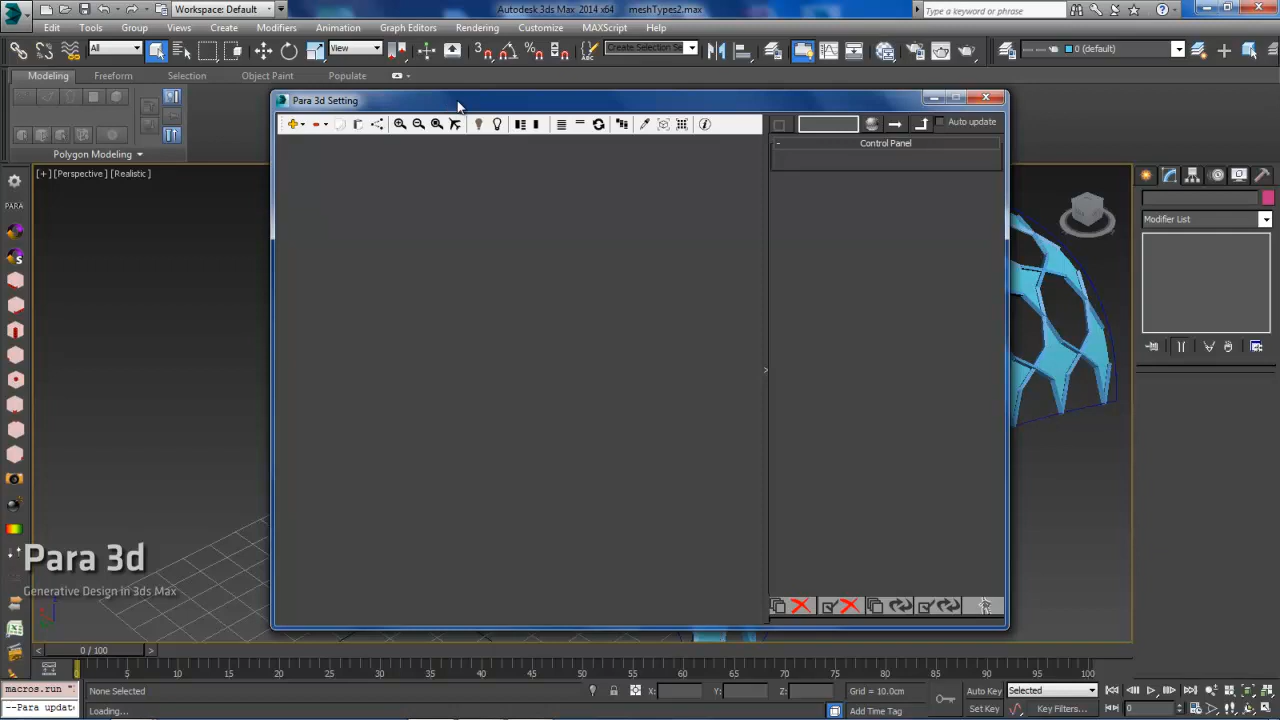 Workspace: Default
Autodesk 3ds Max 2014 x64 meshTypes2.max
Type a keyword or phrase
Edit Tools Group Views Create Modifiers Animation Graph Editors Rendering Customize MAXScript Help
All
View
Create Selection Se
0 (default)
Modeling Freeform Selection Object Paint Populate
Polygon Modeling
Para 3d Setting
Auto update
Control Panel
[+] [Perspective] [Realistic]
PARA
Modifier List
Para 3d
Generative Design in 3ds Max
0 / 100
0 5 10 15 20 25 30 35 40 45 50 55 60 65 70 75 80 85 90 95 100
macros.run "
None Selected
X:
Y:
Z:
Grid = 10.0cm
Auto Key
Selected
--Para update
Loading...
Add Time Tag
Set Key
Key Filters...
0